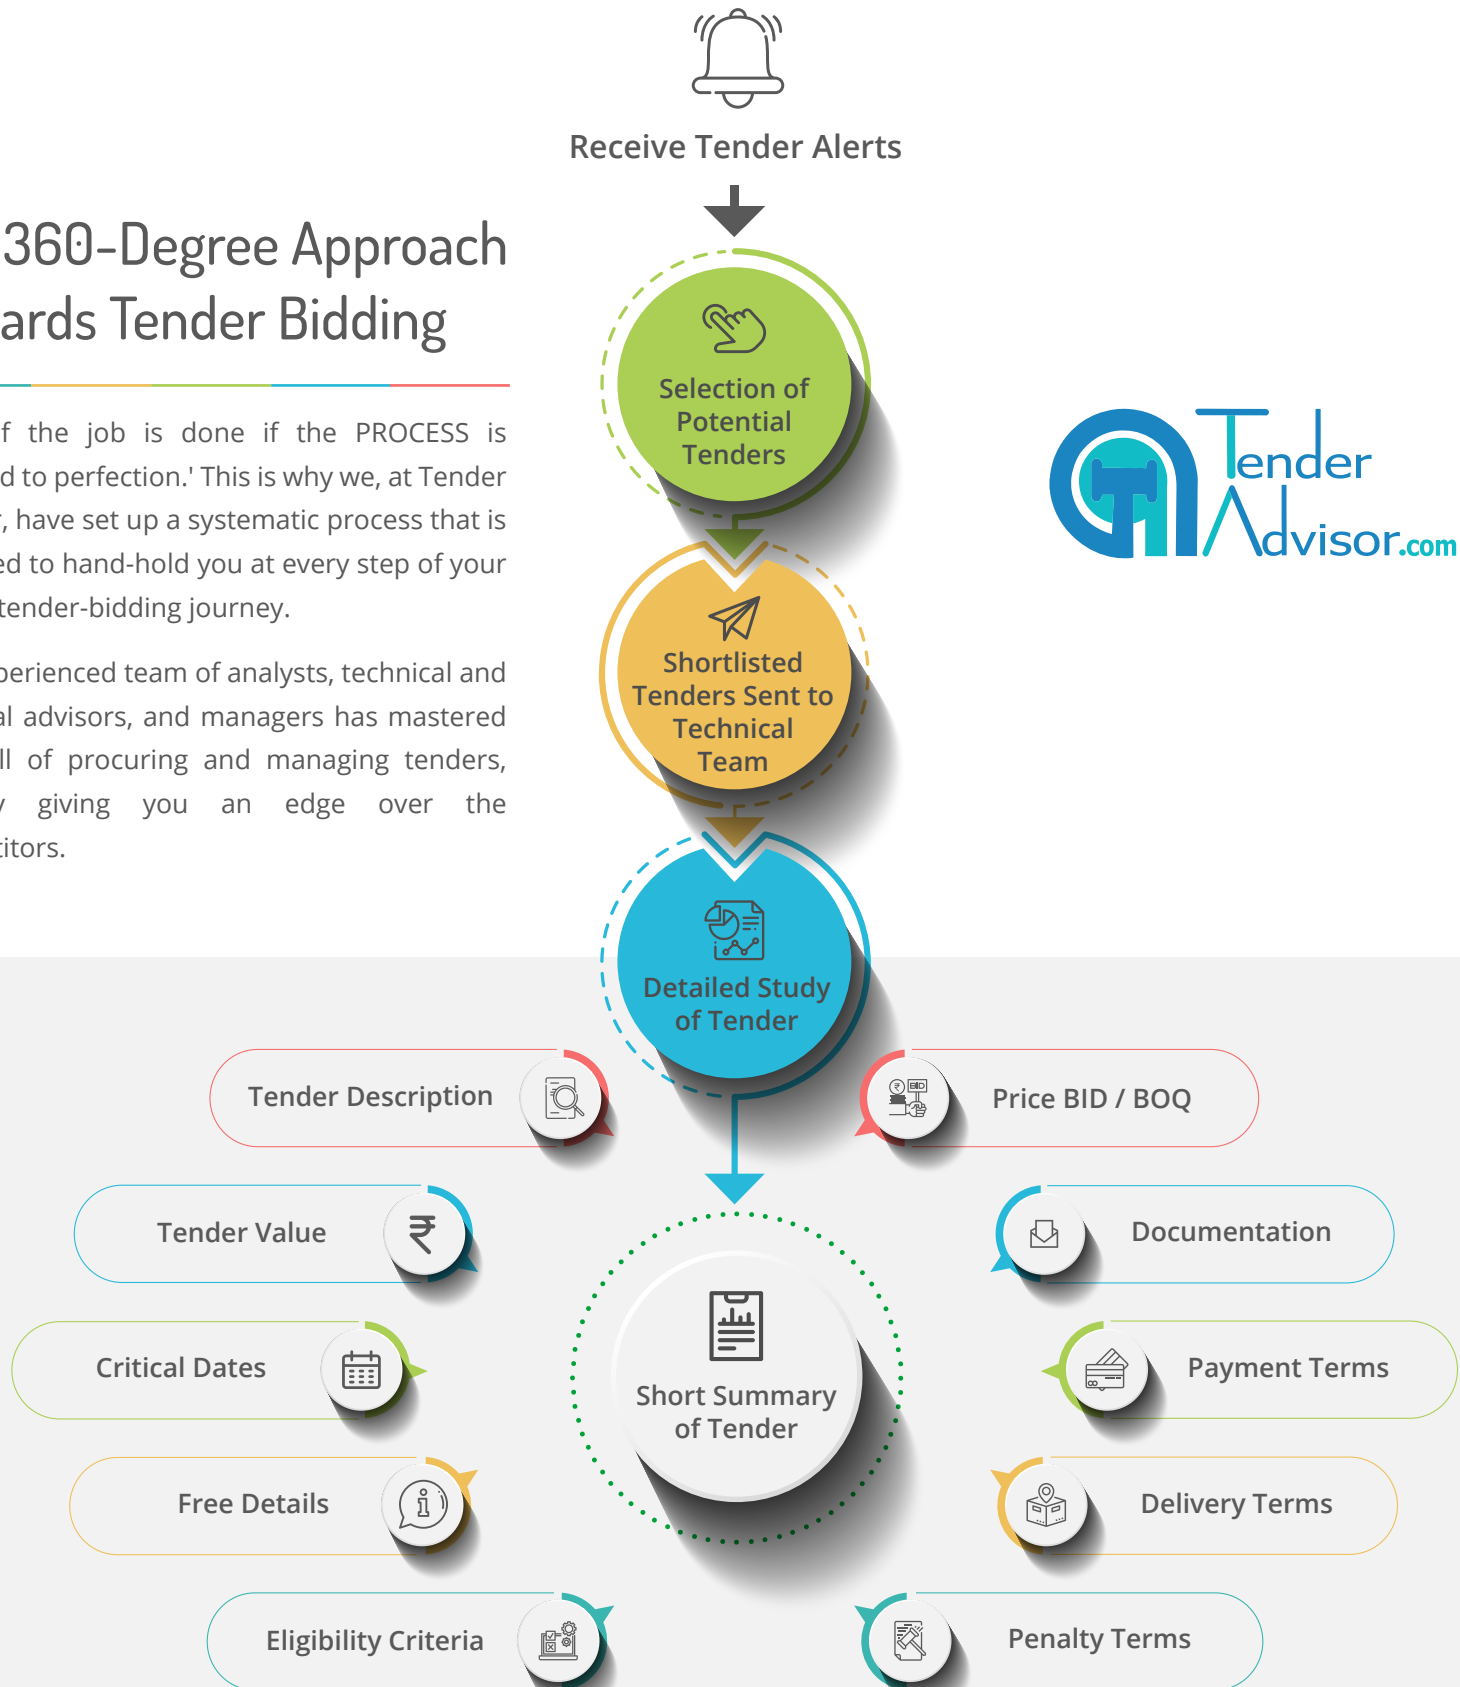 Receive Tender Alerts
360-Degree Approach
ards Tender Bidding
f the job is done if the PROCESS is
d to perfection.' This is why we, at Tender
, have set up a systematic process that is
ed to hand-hold you at every step of your
tender-bidding journey.
perienced team of analysts, technical and
al advisors, and managers has mastered
ll of procuring and managing tenders,
y giving you an edge over the
titors.
Selection of
Potential
Tenders
Tender
Advisor.com
Shortlisted
Tenders Sent to
Technical
Team
Detailed Study
of Tender
Tender Description
Price BID / BOQ
BID
Tender Value
₹
Documentation
Short Summary
of Tender
Critical Dates
Payment Terms
Free Details
Delivery Terms
Eligibility Criteria
Penalty Terms